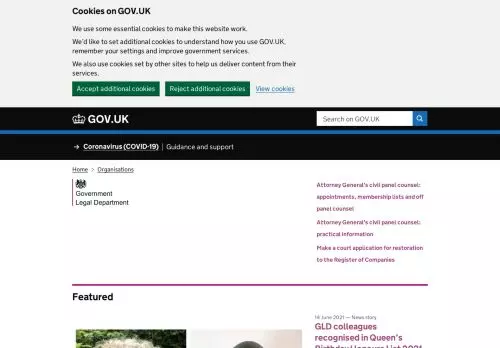 Cookies on GOV.UK
We use some essential cookies to make this website work.
We'd like to set additional cookies to understand how you use GOV.UK,
remember your settings and improve government services.
We also use cookies set by other sites to help us deliver content from their
services.
Accept additional cookies Reject additional cookies View cookies
GOV.UK Search on GOV.UK
→ Coronavirus (COVID-19) | Guidance and support
Home > Organisations
Government
Legal Department
Attorney General's civil panel counsel:
appointments, membership lists and off
panel counsel
Attorney General's civil panel counsel:
practical information
Make a court application for restoration
to the Register of Companies
Featured
14 June 2021 — News story
GLD colleagues
recognised in Queen's
Birthday Honours List 2021